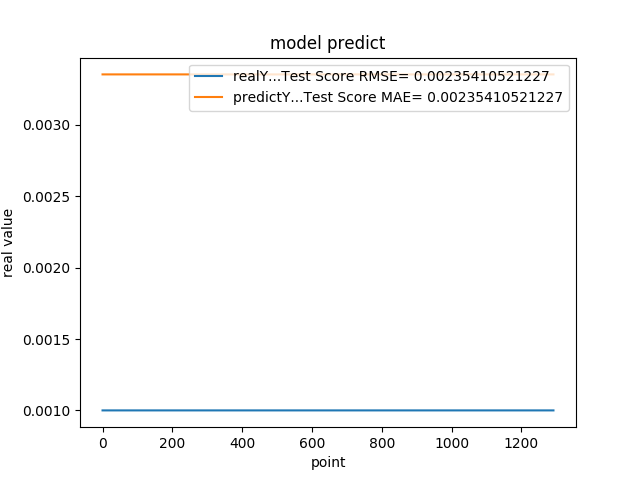 model predict
realY...Test Score RMSE= 0.00235410521227
predictY...Test Score MAE= 0.00235410521227
real value
0.0030
0.0025
0.0020
0.0015
0.0010
0 200 400 600 800 1000 1200
point